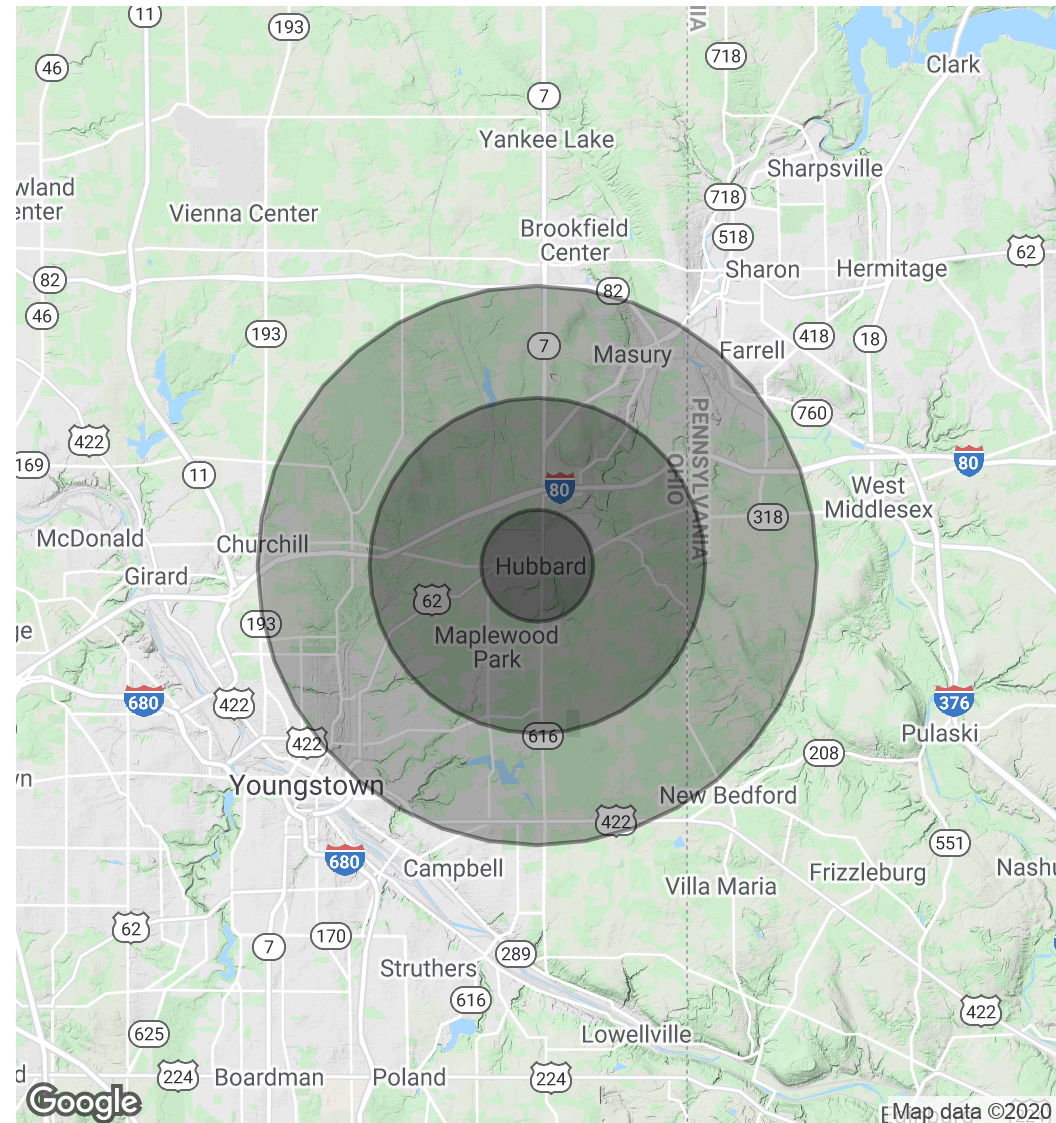 11
193
46
718
Clark
7
Yankee Lake
Sharpsville
wland
enter
718
Vienna Center
Brookfield
Center
518
62
82
Sharon
Hermitage
82
46
193
7
418
18
Masury
Farrell
PENNSYLVANIA
OHIO
760
422
169
11
80
80
West
Middlesex
318
McDonald
Churchill
Girard
Hubbard
62
193
Maplewood
Park
ge
680
422
376
422
616
Pulaski
208
wn
Youngstown
New Bedford
422
680
Campbell
551
Villa Maria
Frizzleburg
Nashu
62
7
170
289
Struthers
616
422
625
Lowellville
d
224
Boardman
Poland
224
Google
Map data ©2020